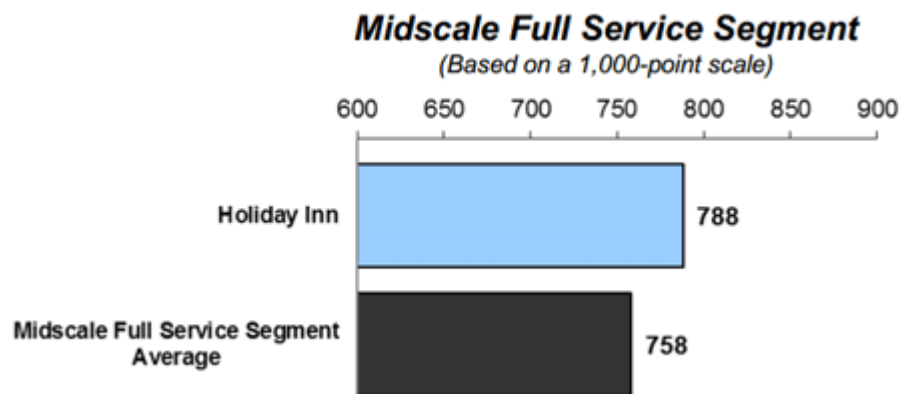 Midscale Full Service Segment
(Based on a 1,000-point scale)
600 650 700 750 800 850 900
Holiday Inn 788
Midscale Full Service Segment
Average 758